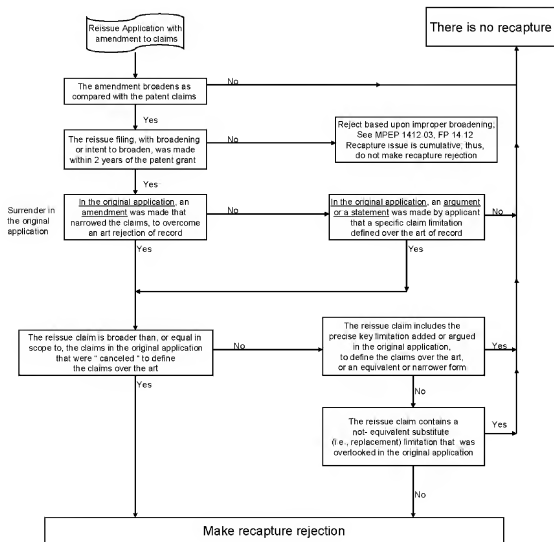 Reissue Application with
amendment to claims
There is no recapture
The amendment broadens as
compared with the patent claims
No
Yes
The reissue filing, with broadening
or intent to broaden, was made
within 2 years of the patent grant
No
Reject based upon improper broadening;
See MPEP 1412.03, FP 14.12
Recapture issue is cumulative; thus,
do not make recapture rejection
Yes
Surrender in
the original
application
In the original application, an
amendment was made that
narrowed the claims, to overcome
an art rejection of record
No
In the original application, an argument
or a statement was made by applicant
that a specific claim limitation
defined over the art of record
No
Yes
Yes
The reissue claim is broader than, or equal in
scope to, the claims in the original application
that were “ canceled ” to define
the claims over the art
No
The reissue claim includes the
precise key limitation added or argued
in the original application,
to define the claims over the art,
or an equivalent or narrower form
Yes
Yes
No
The reissue claim contains a
not- equivalent substitute
(i.e., replacement) limitation that was
overlooked in the original application
Yes
No
Make recapture rejection